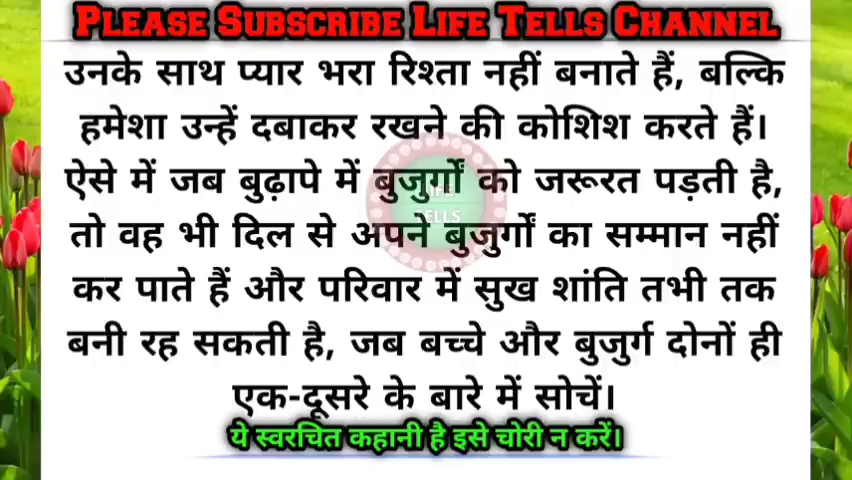 PLEASE SUBSCRIBE LIFE TELLS CHANNEL
उनके साथ प्यार भरा रिश्ता नहीं बनाते हैं, बल्कि
हमेशा उन्हें दबाकर रखने की कोशिश करते हैं।
ऐसे में जब बुढ़ापे में बुजुर्गों को जरूरत पड़ती है,
LIFE
TELLS
तो वह भी दिल से अपने बुजुर्गों का सम्मान नहीं
कर पाते हैं और परिवार में सुख शांति तभी तक
बनी रह सकती है, जब बच्चे और बुजुर्ग दोनों ही
एक-दूसरे के बारे में सोचें।
ये स्वरचित कहानी है इसे चोरी न करें।